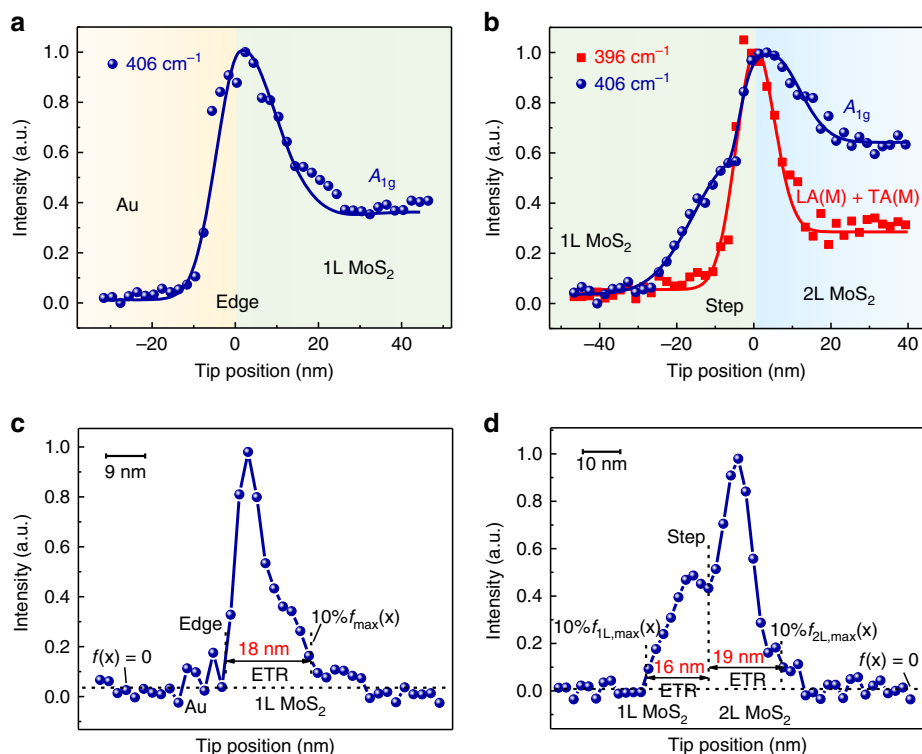 a
Intensity (a.u.)
1.0
0.8
0.6
0.4
0.2
0.0
406 cm⁻¹
A₁g
Au
1L MoS₂
Edge
−20 0 20 40
Tip position (nm)
b
Intensity (a.u.)
1.0
0.8
0.6
0.4
0.2
0.0
396 cm⁻¹
406 cm⁻¹
A₁g
LA(M) + TA(M)
1L MoS₂
Step
2L MoS₂
−40 −20 0 20 40
Tip position (nm)
c
Intensity (a.u.)
1.0
0.8
0.6
0.4
0.2
0.0
9 nm
Edge
10%fmax(x)
18 nm
f(x) = 0
ETR
Au
1L MoS₂
Tip position (nm)
d
Intensity (a.u.)
1.0
0.8
0.6
0.4
0.2
0.0
10 nm
Step
10%f1L,max(x)
10%f2L,max(x)
19 nm
16 nm
f(x) = 0
ETR
ETR
1L MoS₂
2L MoS₂
Tip position (nm)